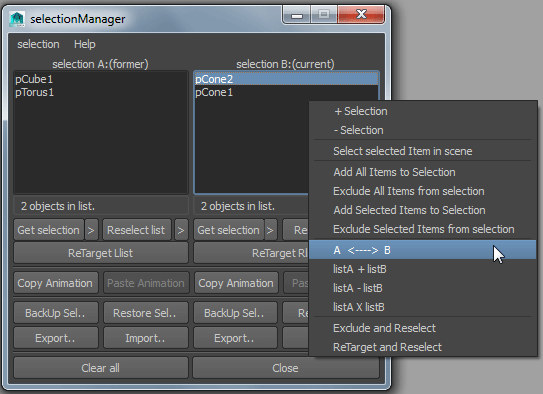 selectionManager
selection Help
selection A:(former) selection B:(current)
pCube1 pCone2
pTorus1 pCone1
+ Selection
- Selection
Select selected Item in scene
Add All Items to Selection
Exclude All Items from selection
Add Selected Items to Selection
Exclude Selected Items from selection
A <----> B
listA + listB
listA - listB
listA X listB
Exclude and Reselect
ReTarget and Reselect
2 objects in list. 2 objects in list.
Get selection > Reselect list > Get selection > Re
ReTarget Llist ReTarget Rl
Copy Animation Paste Animation Copy Animation
BackUp Sel.. Restore Sel.. BackUp Sel..
Export.. Import.. Export..
Clear all Close